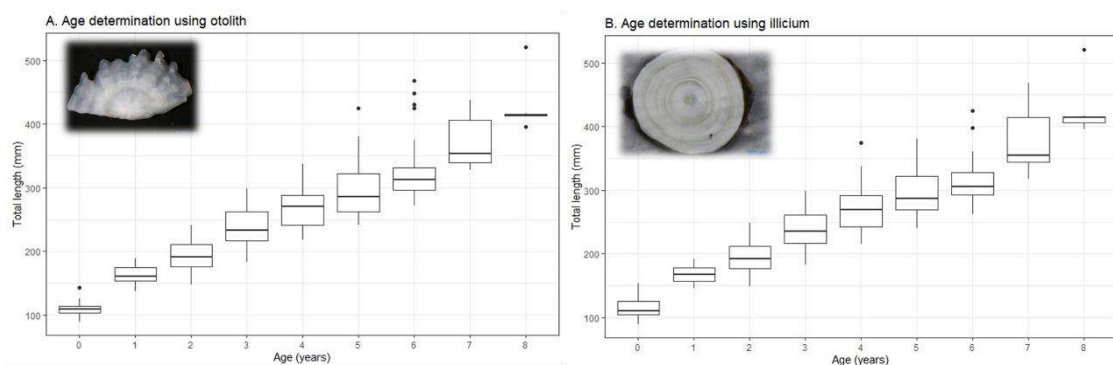 A. Age determination using otolith
500
400
300
200
100
Total length (mm)
0 1 2 3 4 5 6 7 8
Age (years)
B. Age determination using illicium
500
400
300
200
100
Total length (mm)
0 1 2 3 4 5 6 7 8
Age (years)